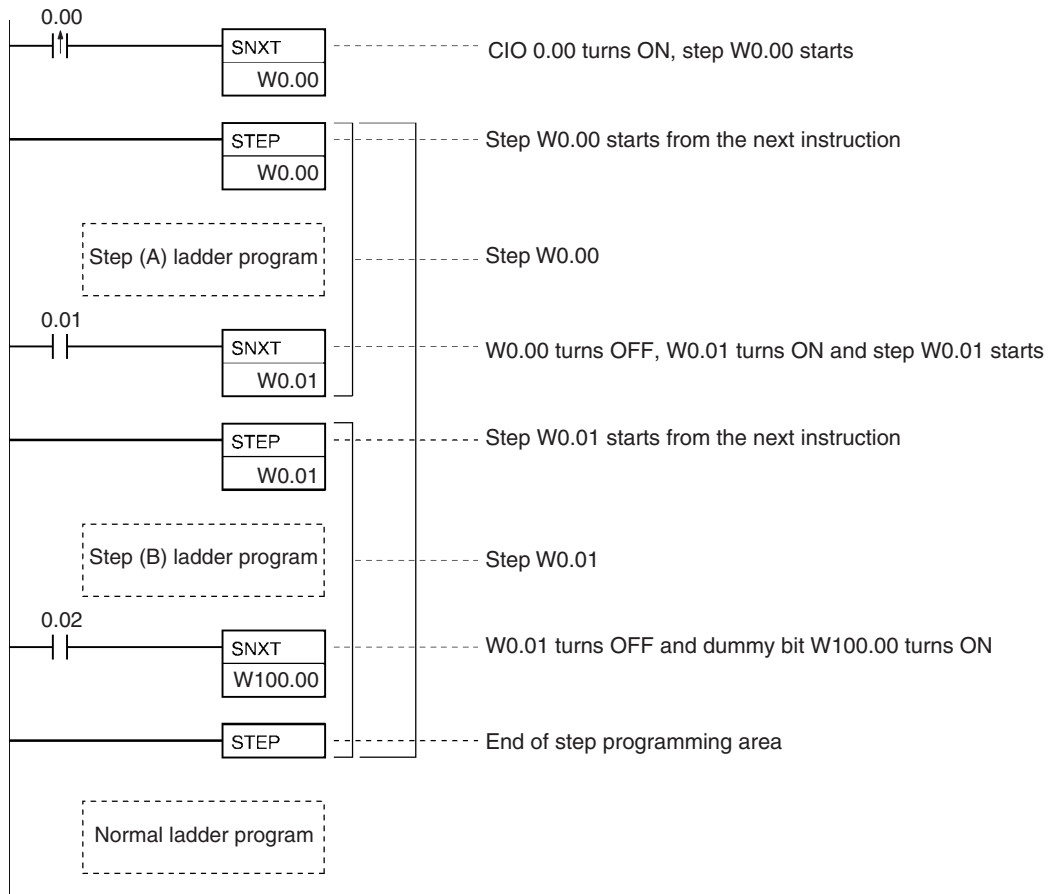 0.00
SNXT
W0.00
CIO 0.00 turns ON, step W0.00 starts
STEP
W0.00
Step W0.00 starts from the next instruction
Step (A) ladder program
Step W0.00
0.01
SNXT
W0.01
W0.00 turns OFF, W0.01 turns ON and step W0.01 starts
STEP
W0.01
Step W0.01 starts from the next instruction
Step (B) ladder program
Step W0.01
0.02
SNXT
W100.00
W0.01 turns OFF and dummy bit W100.00 turns ON
STEP
End of step programming area
Normal ladder program